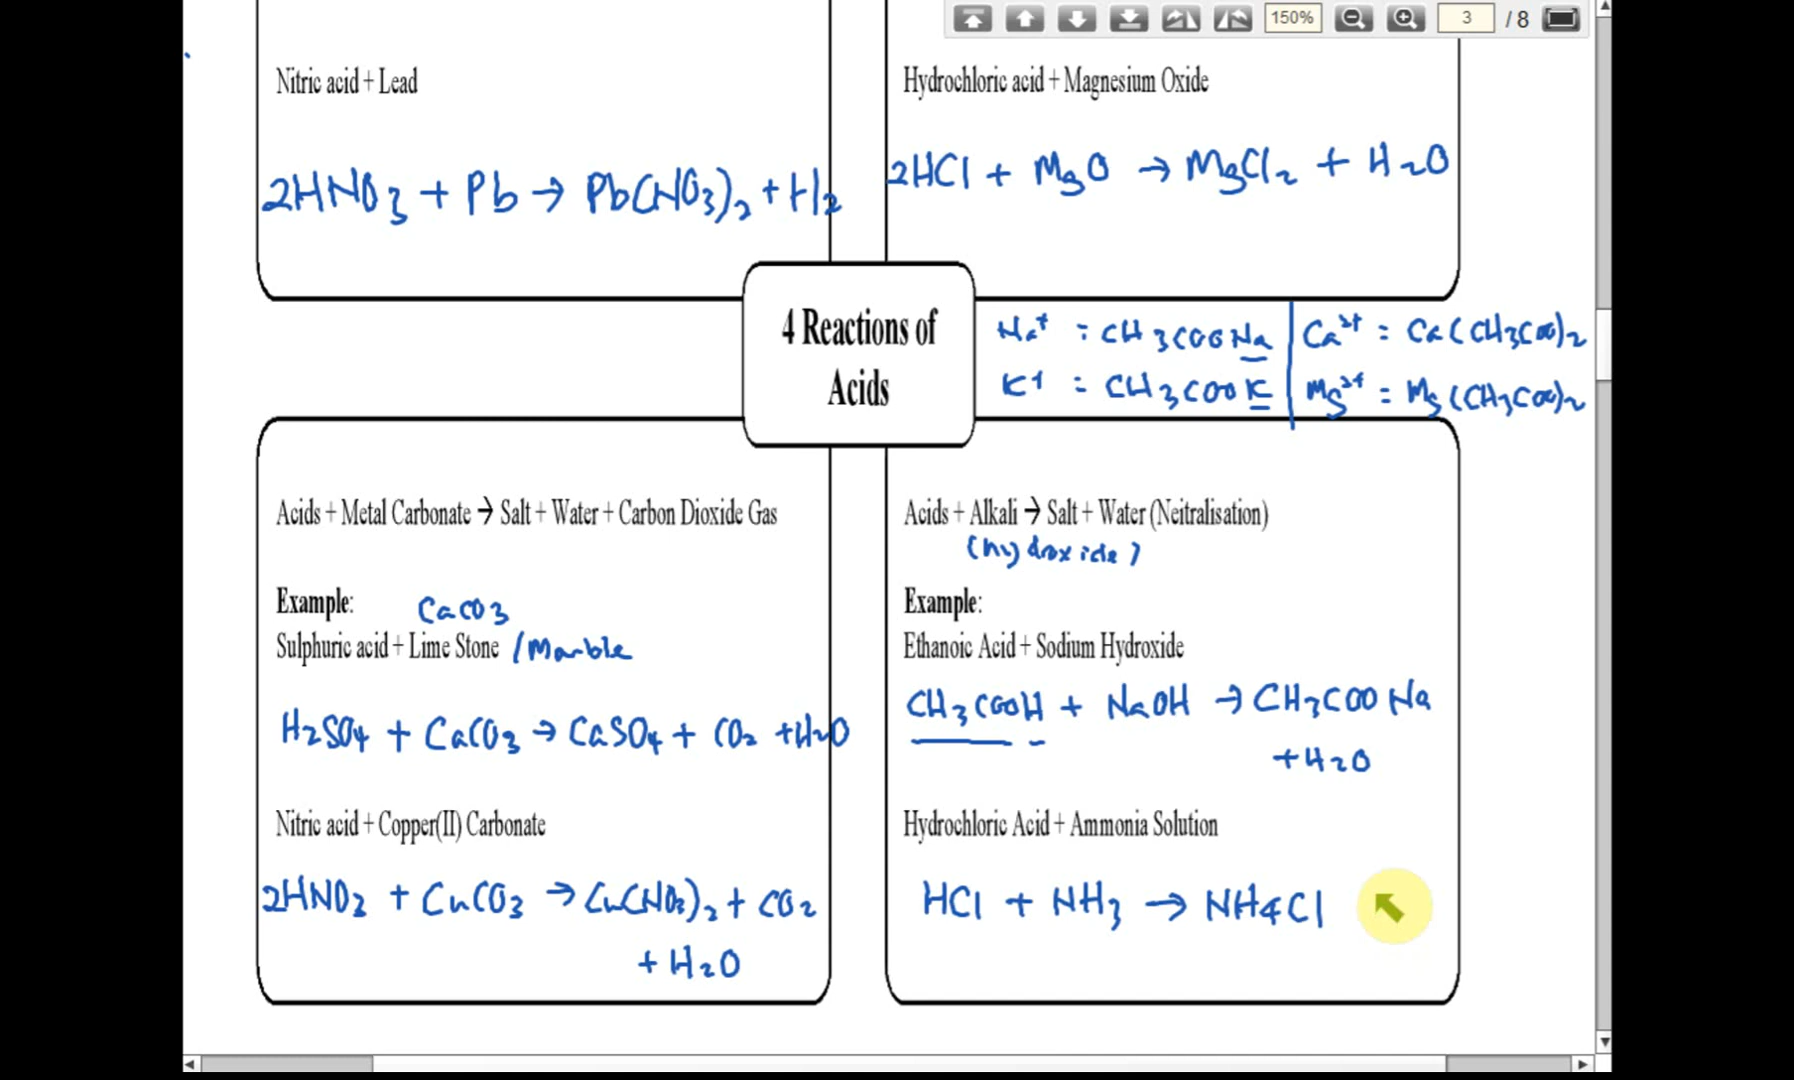 150% 3 / 8
Nitric acid + Lead
2HNO3 + Pb → Pb(NO3)2 + H2
Hydrochloric acid + Magnesium Oxide
2HCl + MgO → MgCl2 + H2O
4 Reactions of
Acids
Na+ : CH3COONa
K+ = CH3COOK
Ca2+ = Ca(CH3COO)2
Mg2+ = Mg(CH3COO)2
Acids + Metal Carbonate → Salt + Water + Carbon Dioxide Gas
Example:
CaCO3
Sulphuric acid + Lime Stone /Marble
H2SO4 + CaCO3 → CaSO4 + CO2 + H2O
Nitric acid + Copper(II) Carbonate
2HNO3 + CuCO3 → Cu(NO3)2 + CO2
+ H2O
Acids + Alkali → Salt + Water (Neitralisation)
(hydroxide)
Example:
Ethanoic Acid + Sodium Hydroxide
CH3COOH + NaOH → CH3COONa
+ H2O
Hydrochloric Acid + Ammonia Solution
HCl + NH3 → NH4Cl